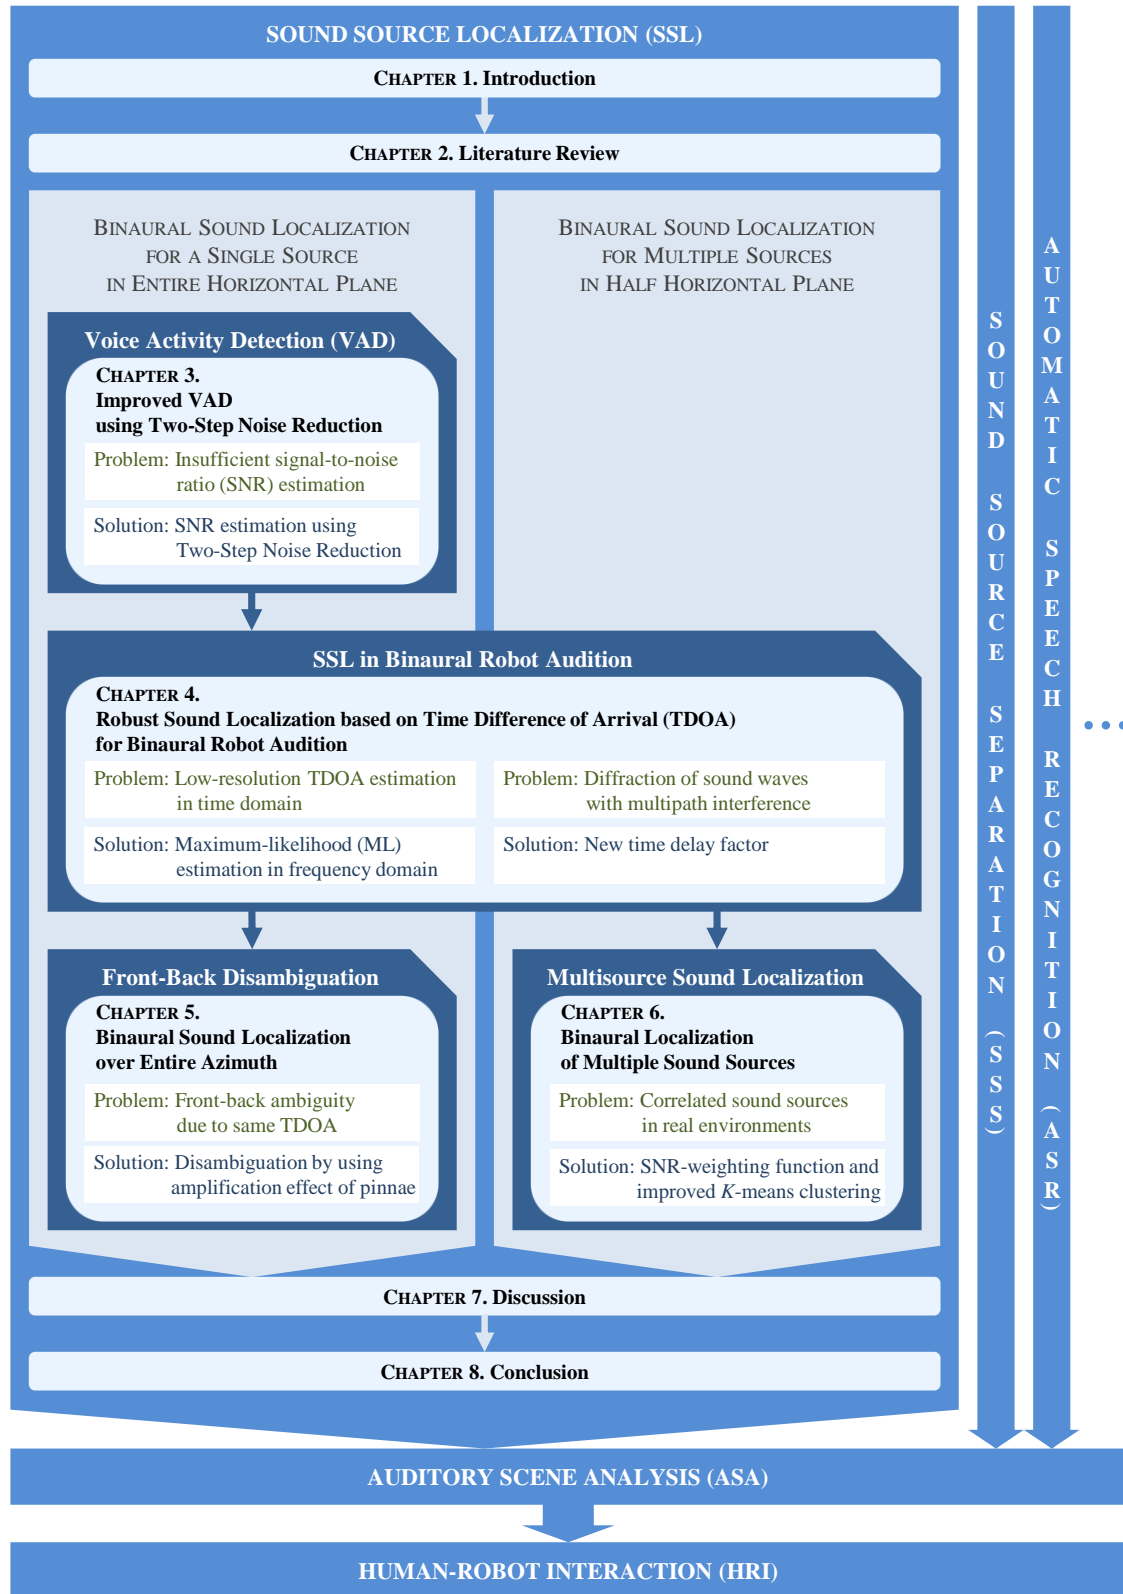 SOUND SOURCE LOCALIZATION (SSL)
CHAPTER 1. Introduction
CHAPTER 2. Literature Review
BINAURAL SOUND LOCALIZATION
FOR A SINGLE SOURCE
IN ENTIRE HORIZONTAL PLANE
BINAURAL SOUND LOCALIZATION
FOR MULTIPLE SOURCES
IN HALF HORIZONTAL PLANE
Voice Activity Detection (VAD)
CHAPTER 3.
Improved VAD
using Two-Step Noise Reduction
Problem: Insufficient signal-to-noise
ratio (SNR) estimation
Solution: SNR estimation using
Two-Step Noise Reduction
SSL in Binaural Robot Audition
CHAPTER 4.
Robust Sound Localization based on Time Difference of Arrival (TDOA)
for Binaural Robot Audition
Problem: Low-resolution TDOA estimation
in time domain
Solution: Maximum-likelihood (ML)
estimation in frequency domain
Problem: Diffraction of sound waves
with multipath interference
Solution: New time delay factor
Front-Back Disambiguation
CHAPTER 5.
Binaural Sound Localization
over Entire Azimuth
Problem: Front-back ambiguity
due to same TDOA
Solution: Disambiguation by using
amplification effect of pinnae
Multisource Sound Localization
CHAPTER 6.
Binaural Localization
of Multiple Sound Sources
Problem: Correlated sound sources
in real environments
Solution: SNR-weighting function and
improved K-means clustering
CHAPTER 7. Discussion
CHAPTER 8. Conclusion
SOUND SOURCE SEPARATION (SSS)
AUTOMATIC SPEECH RECOGNITION (ASR)
AUDITORY SCENE ANALYSIS (ASA)
HUMAN-ROBOT INTERACTION (HRI)